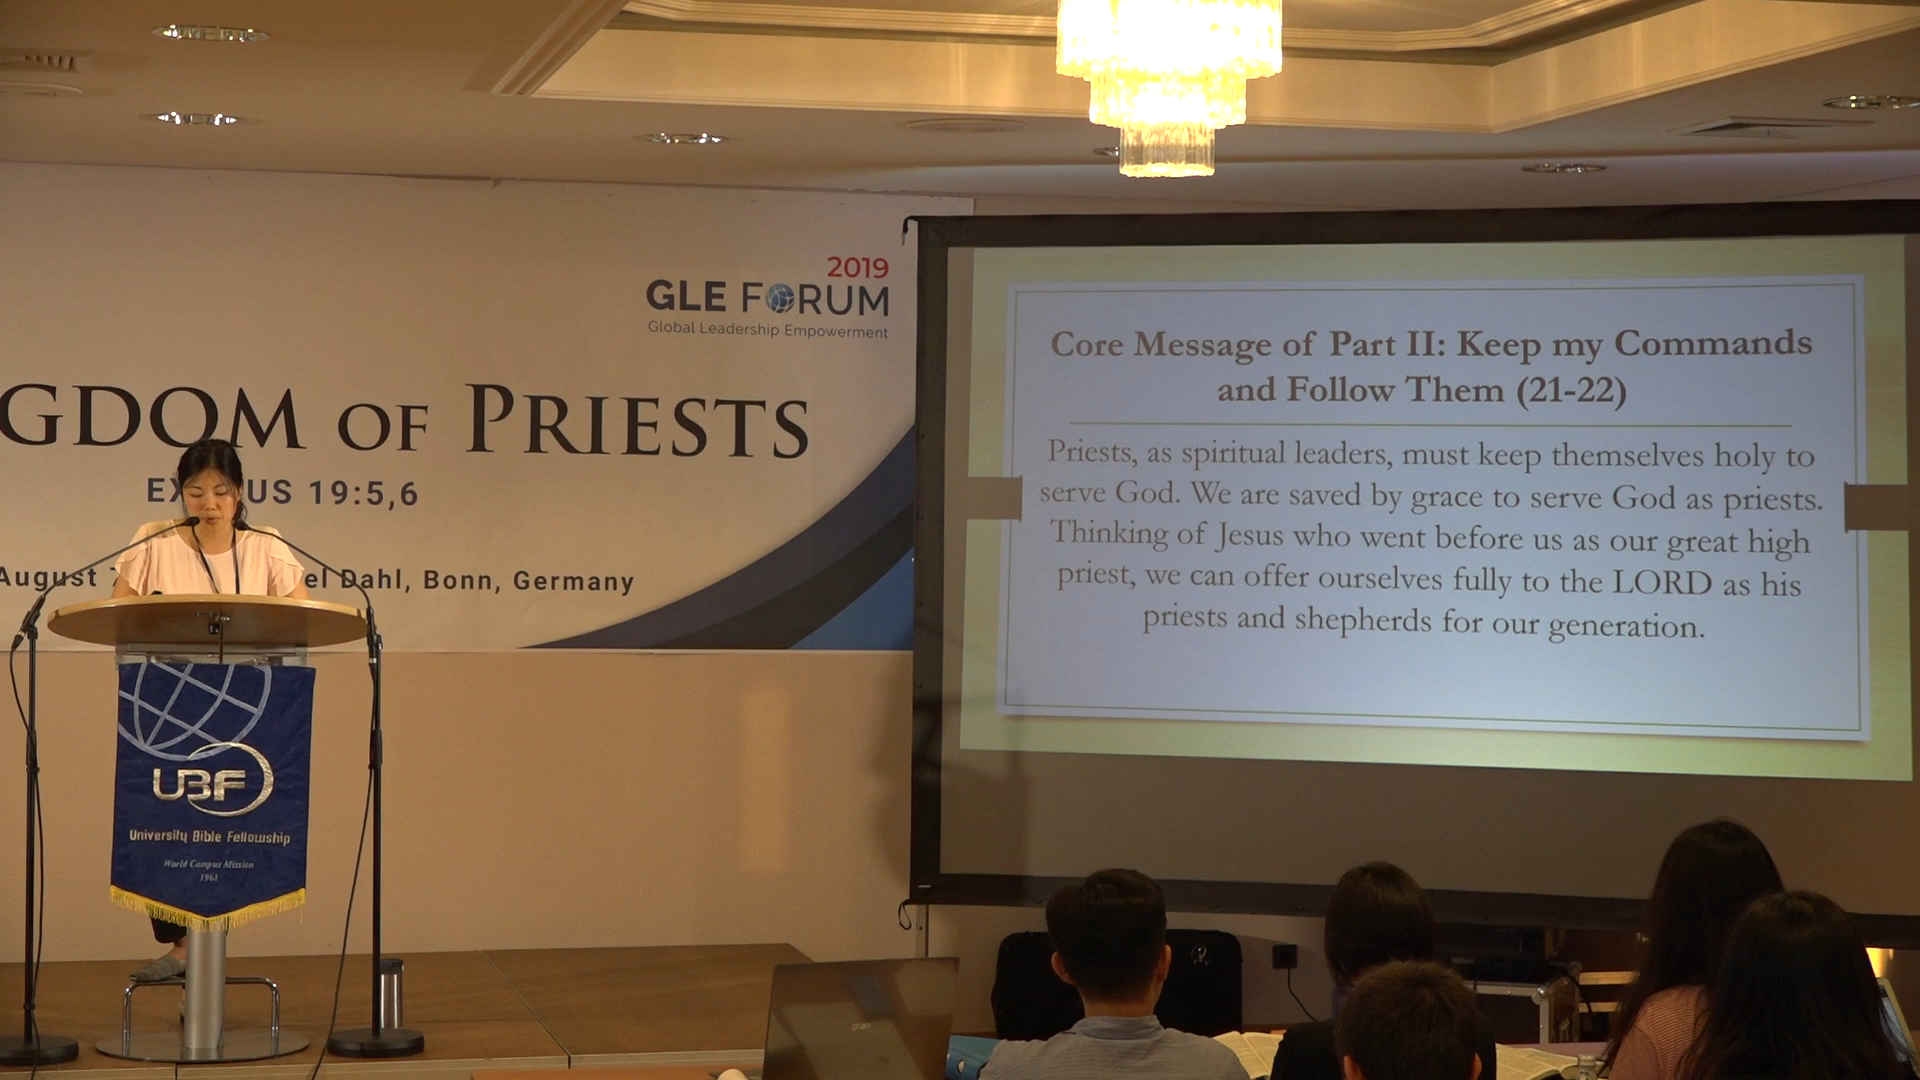 2019
GLE FORUM
Global Leadership Empowerment
GDOM OF PRIESTS
EX US 19:5,6
August el Dahl, Bonn, Germany
UBF
University Bible Fellowship
World Campus Mission
1961
Core Message of Part II: Keep my Commands
and Follow Them (21-22)
Priests, as spiritual leaders, must keep themselves holy to
serve God. We are saved by grace to serve God as priests.
Thinking of Jesus who went before us as our great high
priest, we can offer ourselves fully to the LORD as his
priests and shepherds for our generation.
gram